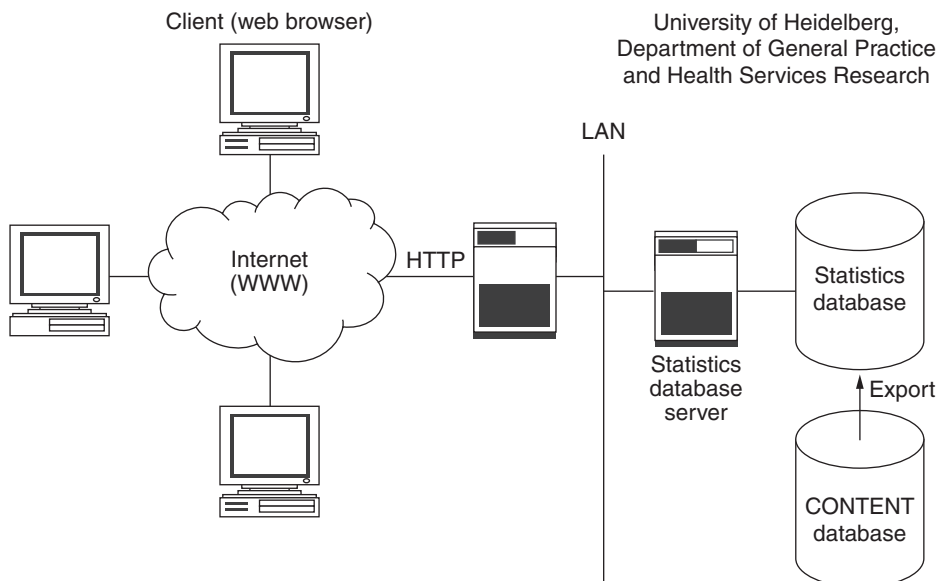 Client (web browser)
University of Heidelberg,
Department of General Practice
and Health Services Research
LAN
Internet
(WWW)
HTTP
Statistics
database
Statistics
database
server
Export
CONTENT
database